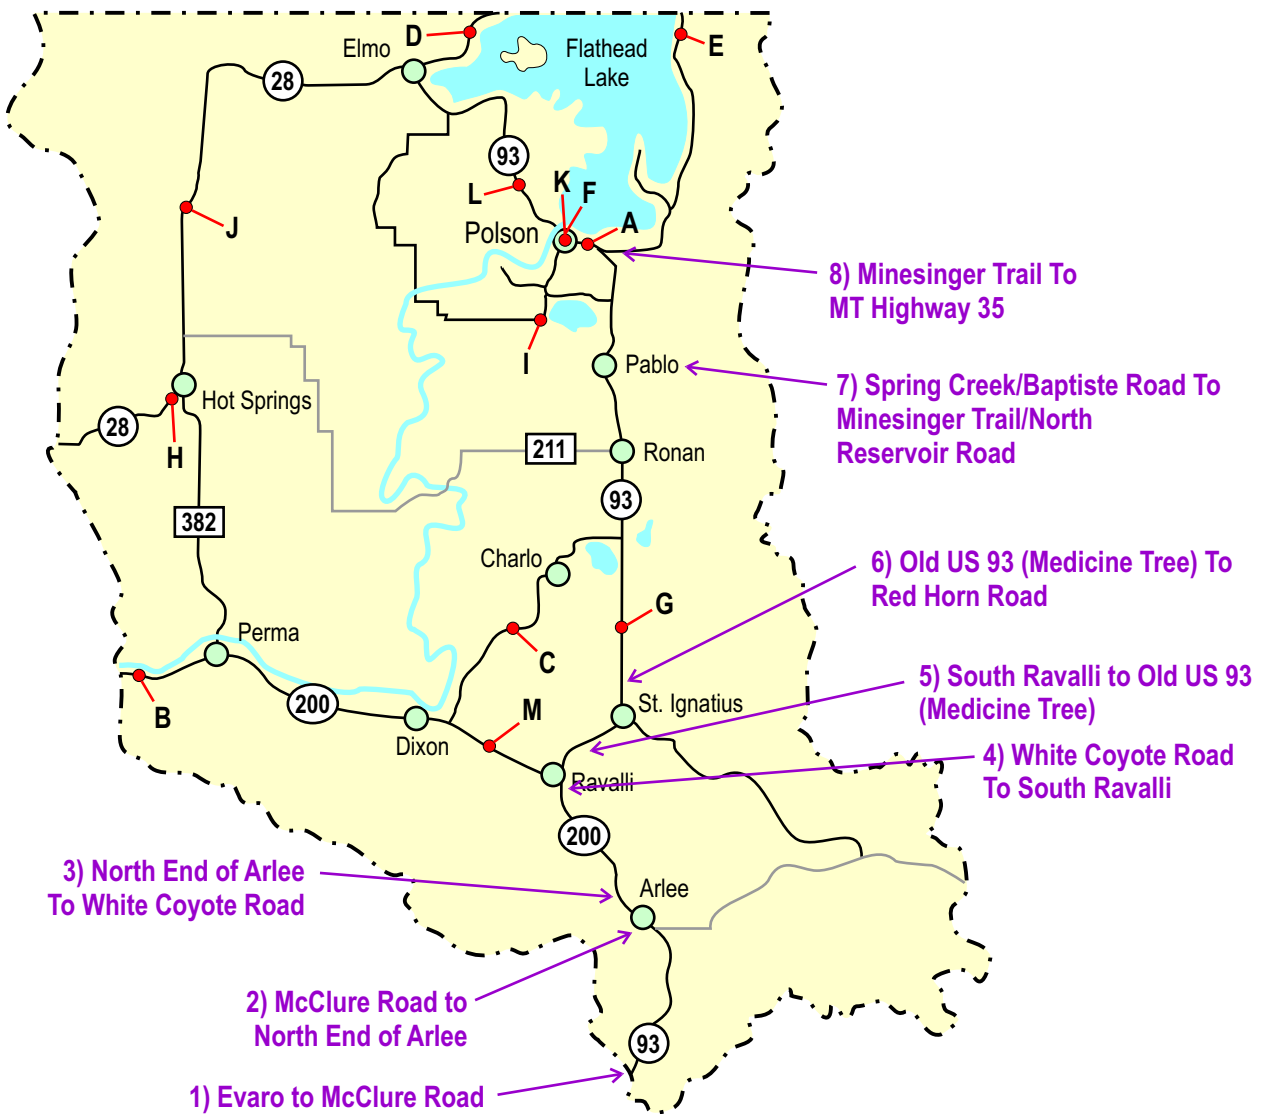 D
E
Elmo
Flathead
Lake
28
93
K
F
L
A
J
Polson
8) Minesinger Trail To
MT Highway 35
I
Pablo
7) Spring Creek/Baptiste Road To
Minesinger Trail/North
Reservoir Road
Hot Springs
28
H
211
Ronan
93
382
Charlo
6) Old US 93 (Medicine Tree) To
Red Horn Road
G
Perma
C
5) South Ravalli to Old US 93
(Medicine Tree)
B
200
M
St. Ignatius
Dixon
4) White Coyote Road
To South Ravalli
Ravalli
200
3) North End of Arlee
To White Coyote Road
Arlee
2) McClure Road to
North End of Arlee
93
1) Evaro to McClure Road